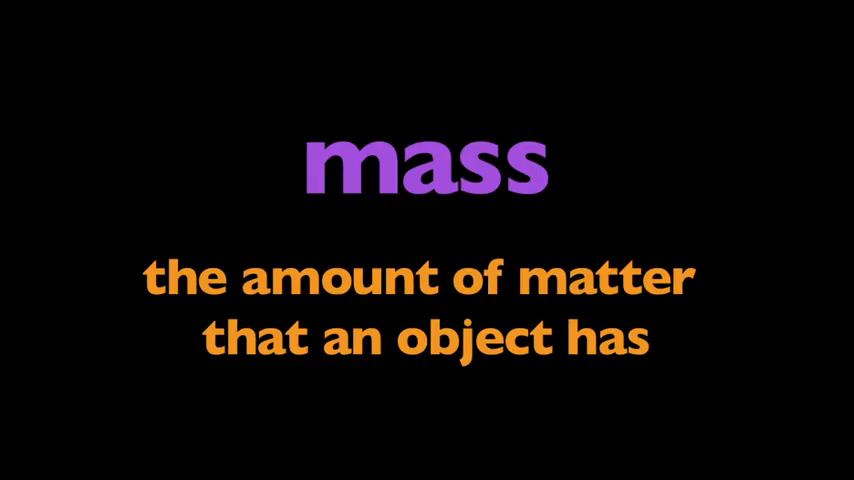 mass
the amount of matter
that an object has